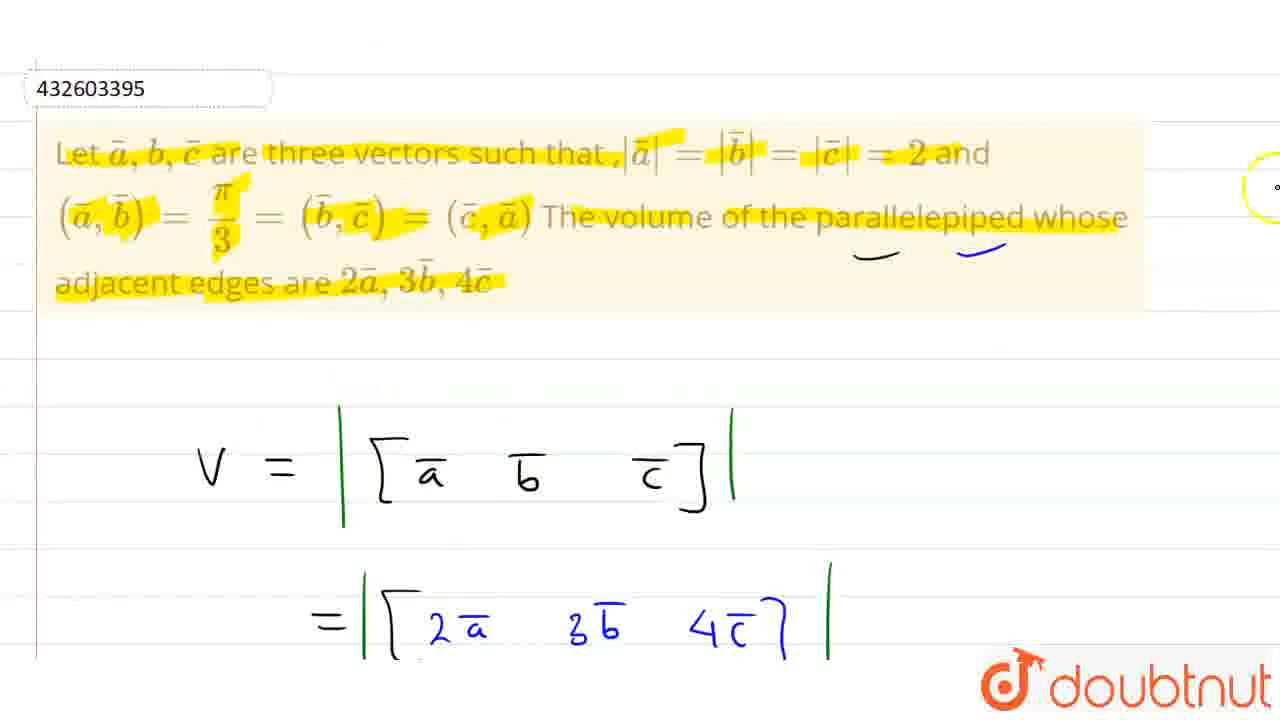 432603395
Let ā, b, c̄ are three vectors such that , |ā| = |b̄| = |c̄| = 2 and
(ā, b̄) = π/3 = (b̄, c̄) = (c̄, ā) The volume of the parallelepiped whose
adjacent edges are 2ā, 3b̄, 4c̄
V = | [ ā b̄ c̄ ] |
= | [ 2ā 3b̄ 4c̄ ] |
doubtnut